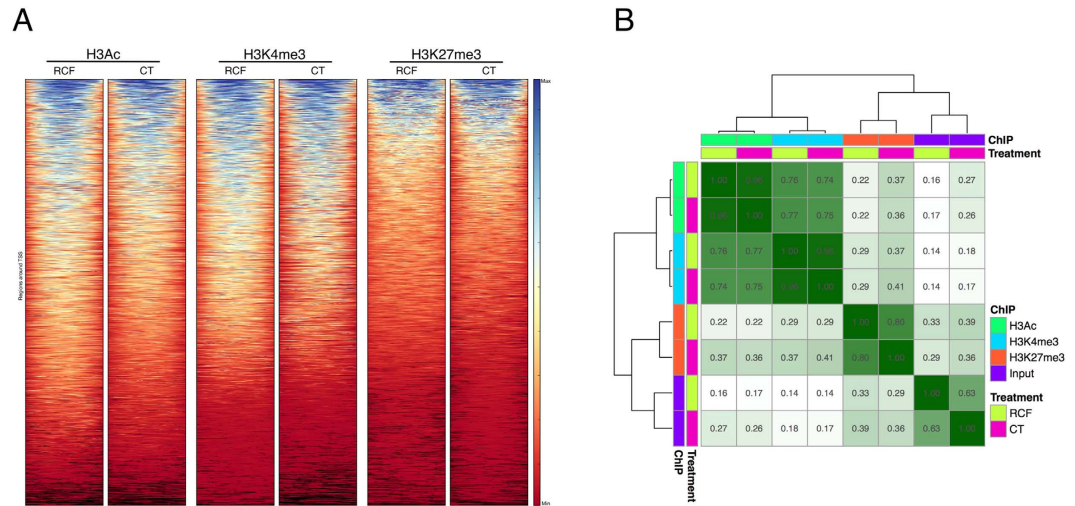 A
B
H3Ac
H3K4me3
H3K27me3
RCF
CT
RCF
CT
RCF
CT
Max
Min
Regions around TSS
ChIP
Treatment
1.00 0.76 0.74 0.22 0.37 0.16 0.27
1.00 0.77 0.75 0.22 0.36 0.17 0.26
0.76 0.77 1.00 0.29 0.37 0.14 0.18
0.74 0.75 1.00 0.29 0.41 0.14 0.17
0.22 0.22 0.29 0.29 1.00 0.80 0.33 0.39
0.37 0.36 0.37 0.41 0.80 1.00 0.29 0.36
0.16 0.17 0.14 0.14 0.33 0.29 1.00 0.63
0.27 0.26 0.18 0.17 0.39 0.36 0.63 1.00
ChIP
Treatment
ChIP
H3Ac
H3K4me3
H3K27me3
Input
Treatment
RCF
CT